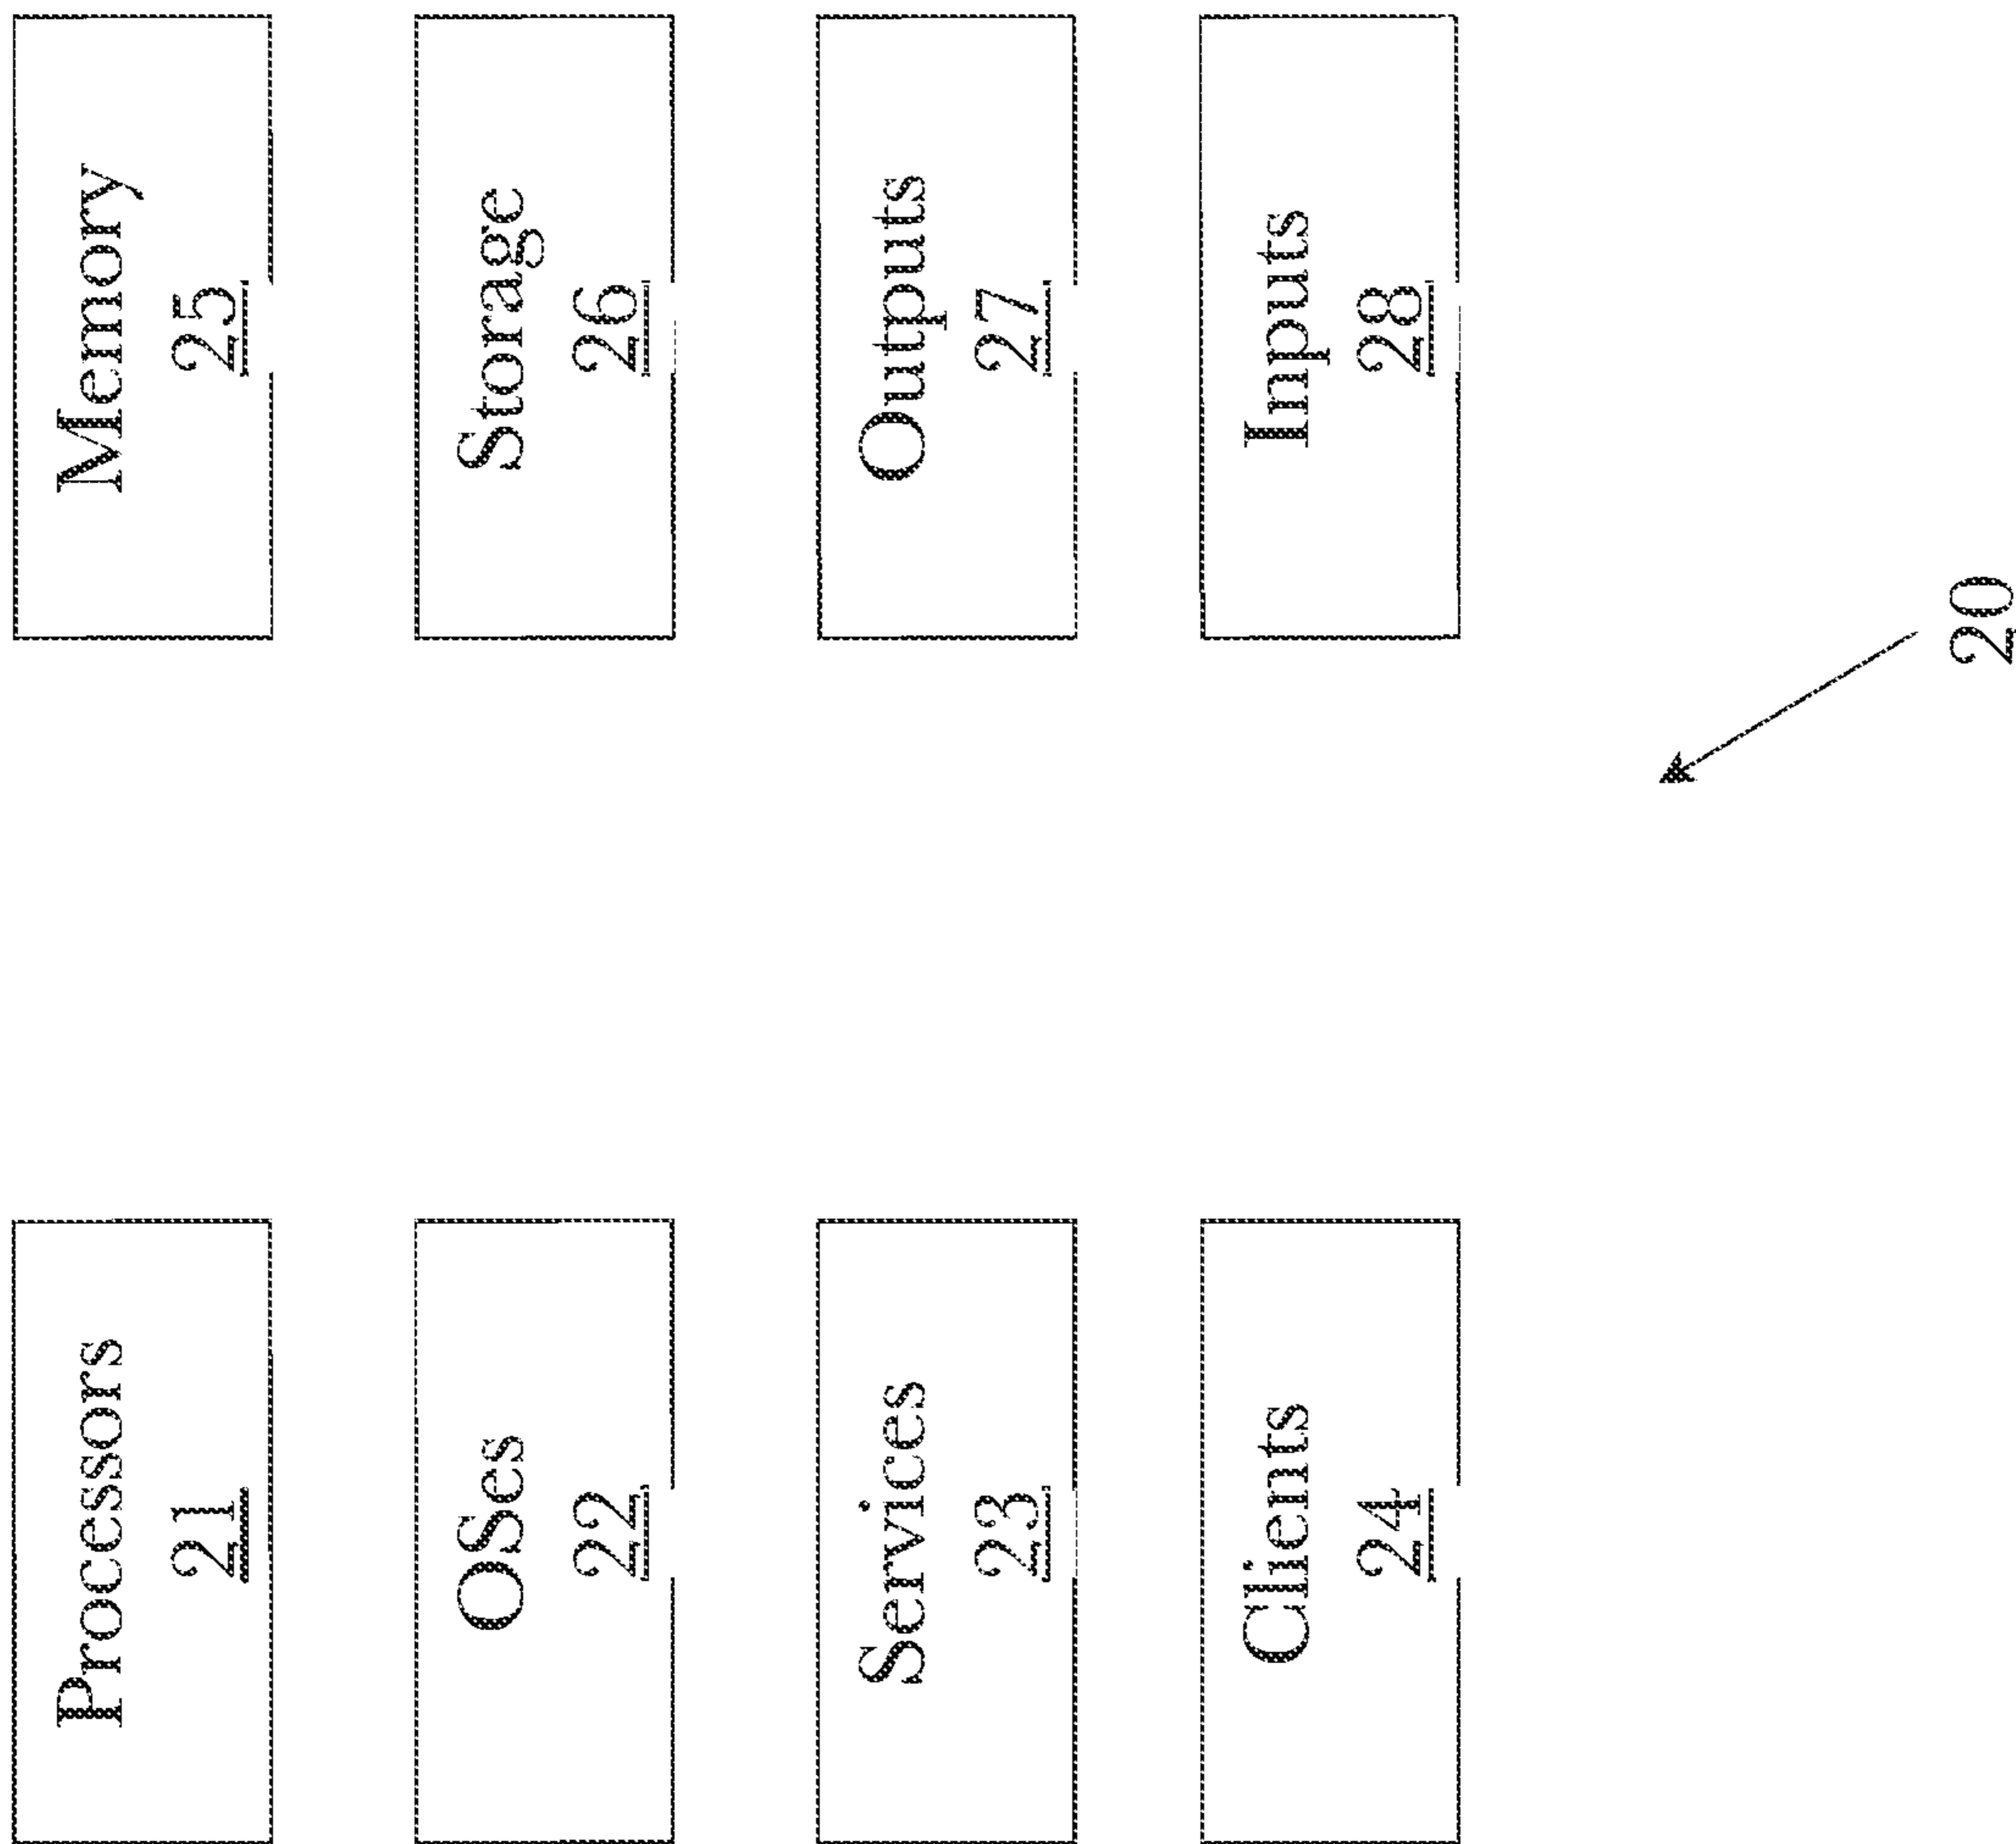 Processors
21
Memory
25
OSes
22
Storage
26
Services
23
Outputs
27
Clients
24
Inputs
28
20